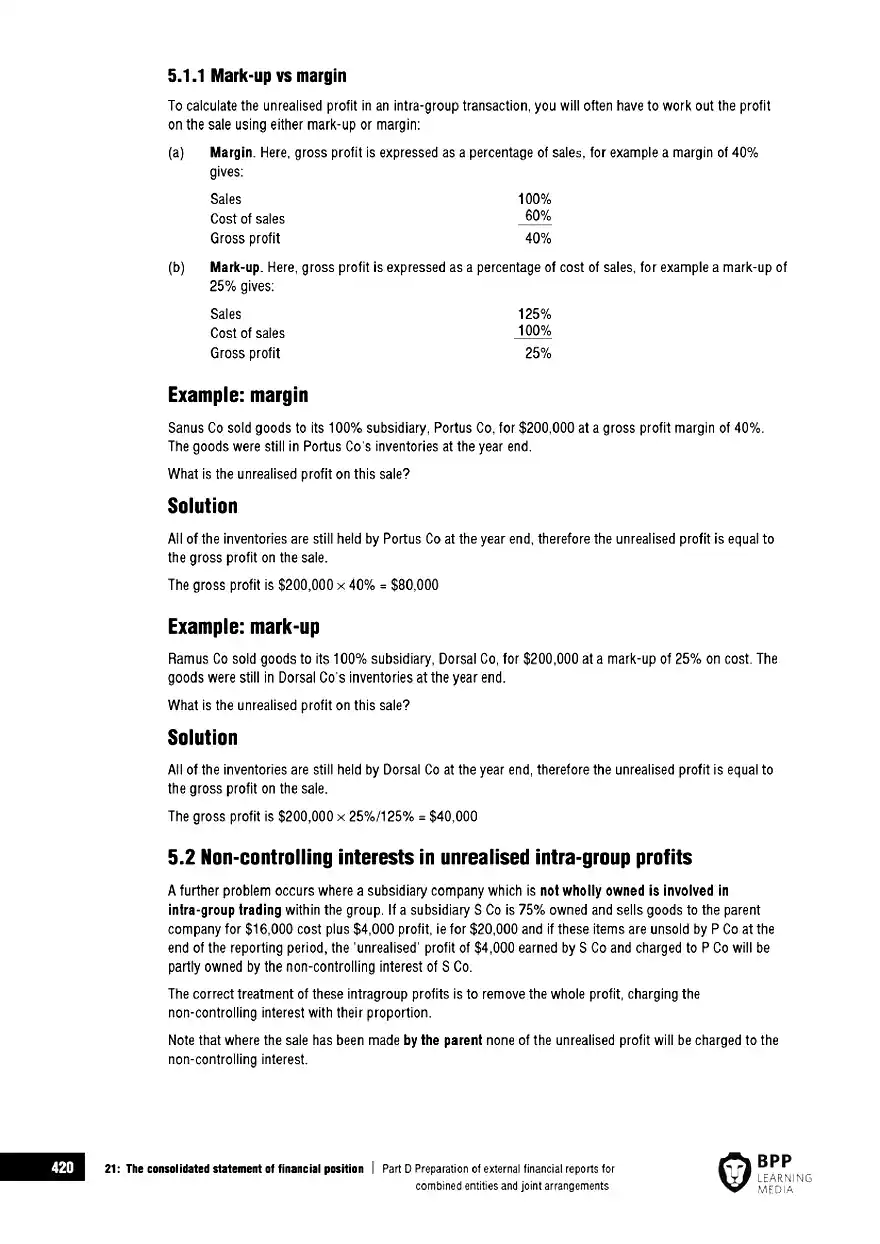 5.1.1 Mark-up vs margin
To calculate the unrealised profit in an intra-group transaction, you will often have to work out the profit
on the sale using either mark-up or margin:
(a) Margin. Here, gross profit is expressed as a percentage of sales, for example a margin of 40%
gives:
Sales 100%
Cost of sales 60%
Gross profit 40%
(b) Mark-up. Here, gross profit is expressed as a percentage of cost of sales, for example a mark-up of
25% gives:
Sales 125%
Cost of sales 100%
Gross profit 25%
Example: margin
Sanus Co sold goods to its 100% subsidiary, Portus Co, for $200,000 at a gross profit margin of 40%.
The goods were still in Portus Co's inventories at the year end.
What is the unrealised profit on this sale?
Solution
All of the inventories are still held by Portus Co at the year end, therefore the unrealised profit is equal to
the gross profit on the sale.
The gross profit is $200,000 × 40% = $80,000
Example: mark-up
Ramus Co sold goods to its 100% subsidiary, Dorsal Co, for $200,000 at a mark-up of 25% on cost. The
goods were still in Dorsal Co's inventories at the year end.
What is the unrealised profit on this sale?
Solution
All of the inventories are still held by Dorsal Co at the year end, therefore the unrealised profit is equal to
the gross profit on the sale.
The gross profit is $200,000 × 25%/125% = $40,000
5.2 Non-controlling interests in unrealised intra-group profits
A further problem occurs where a subsidiary company which is not wholly owned is involved in
intra-group trading within the group. If a subsidiary S Co is 75% owned and sells goods to the parent
company for $16,000 cost plus $4,000 profit, ie for $20,000 and if these items are unsold by P Co at the
end of the reporting period, the 'unrealised' profit of $4,000 earned by S Co and charged to P Co will be
partly owned by the non-controlling interest of S Co.
The correct treatment of these intragroup profits is to remove the whole profit, charging the
non-controlling interest with their proportion.
Note that where the sale has been made by the parent none of the unrealised profit will be charged to the
non-controlling interest.
420 21: The consolidated statement of financial position | Part D Preparation of external financial reports for
combined entities and joint arrangements
BPP
LEARNING
MEDIA